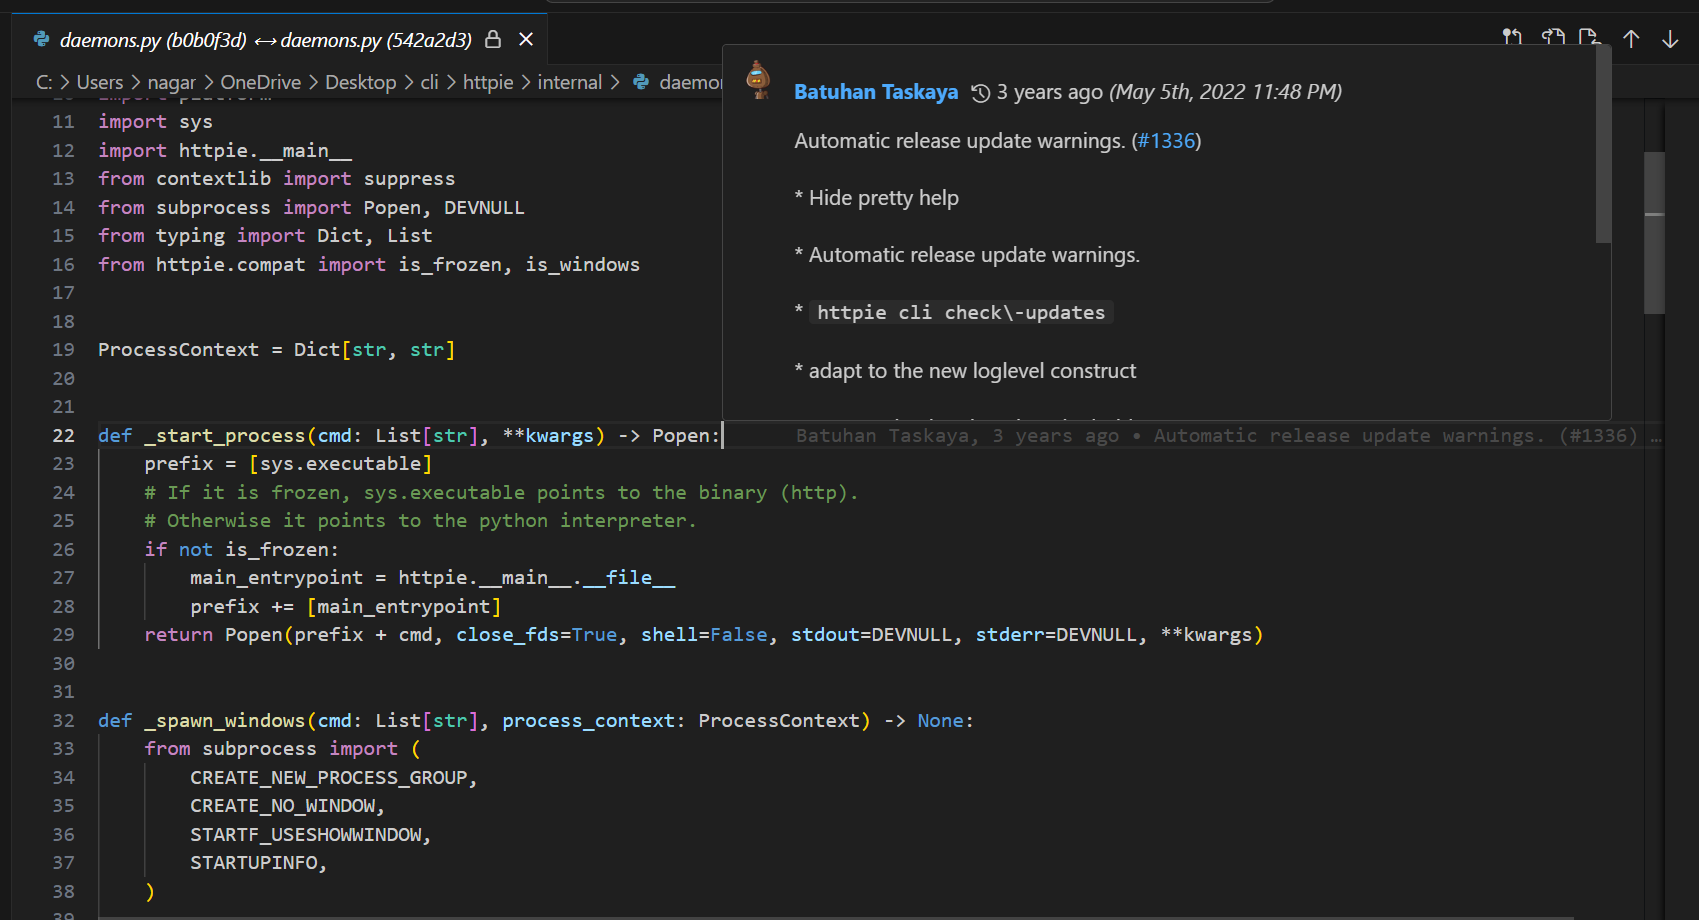 daemons.py (b0b0f3d) ↔ daemons.py (542a2d3)
C: > Users > nagar > OneDrive > Desktop > cli > httpie > internal > daemo
11 import sys
12 import httpie.__main__
13 from contextlib import suppress
14 from subprocess import Popen, DEVNULL
15 from typing import Dict, List
16 from httpie.compat import is_frozen, is_windows
17
18
19 ProcessContext = Dict[str, str]
20
21
Batuhan Taskaya 3 years ago (May 5th, 2022 11:48 PM)
Automatic release update warnings. (#1336)
* Hide pretty help
* Automatic release update warnings.
* httpie cli check\-updates
* adapt to the new loglevel construct
22 def _start_process(cmd: List[str], **kwargs) -> Popen: Batuhan Taskaya, 3 years ago • Automatic release update warnings. (#1336) …
23     prefix = [sys.executable]
24     # If it is frozen, sys.executable points to the binary (http).
25     # Otherwise it points to the python interpreter.
26     if not is_frozen:
27         main_entrypoint = httpie.__main__.__file__
28         prefix += [main_entrypoint]
29     return Popen(prefix + cmd, close_fds=True, shell=False, stdout=DEVNULL, stderr=DEVNULL, **kwargs)
30
31
32 def _spawn_windows(cmd: List[str], process_context: ProcessContext) -> None:
33     from subprocess import (
34         CREATE_NEW_PROCESS_GROUP,
35         CREATE_NO_WINDOW,
36         STARTF_USESHOWWINDOW,
37         STARTUPINFO,
38     )